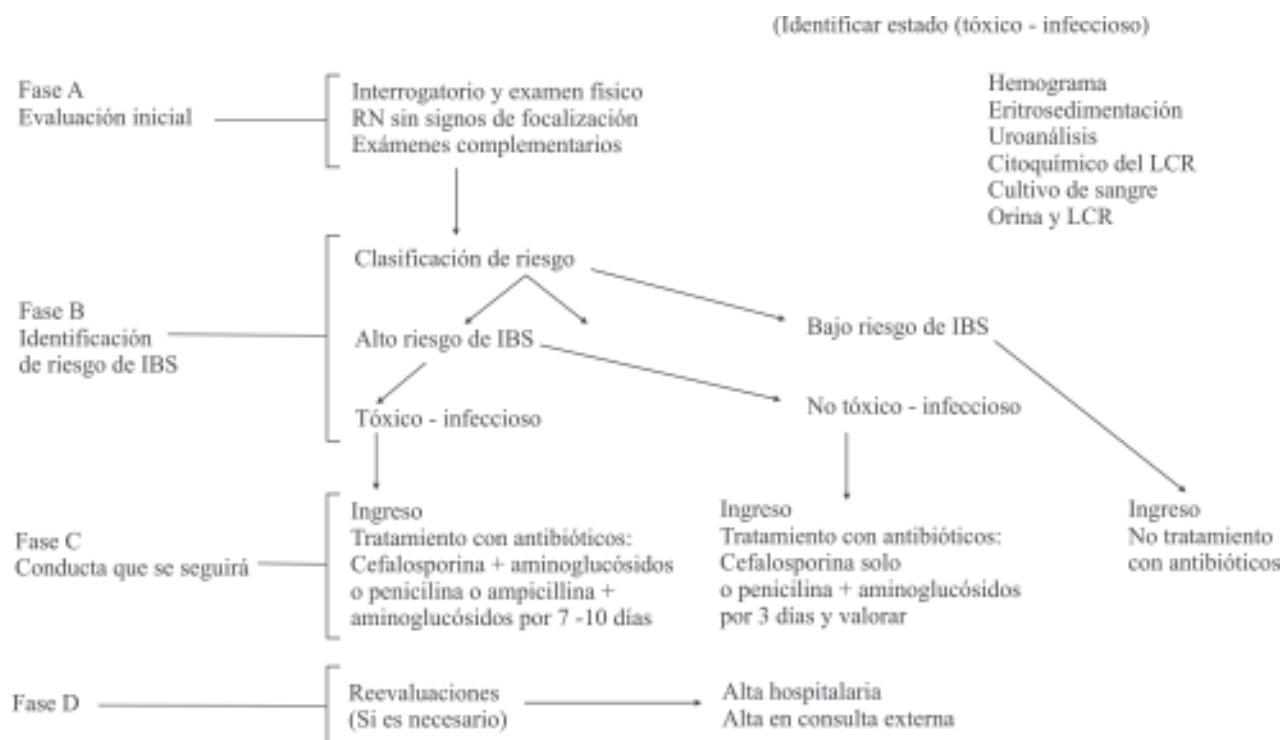 (Identificar estado (tóxico - infeccioso)
Fase A
Evaluación inicial
Interrogatorio y examen físico
RN sin signos de focalización
Exámenes complementarios
Hemograma
Eritrosedimentación
Uroanálisis
Citoquímico del LCR
Cultivo de sangre
Orina y LCR
Fase B
Identificación
de riesgo de IBS
Clasificación de riesgo
Alto riesgo de IBS
Bajo riesgo de IBS
Tóxico - infeccioso
No tóxico - infeccioso
Fase C
Conducta que se seguirá
Ingreso
Tratamiento con antibióticos:
Cefalosporina + aminoglucósidos
o penicilina o ampicillina +
aminoglucósidos por 7 -10 días
Ingreso
Tratamiento con antibióticos:
Cefalosporina solo
o penicilina + aminoglucósidos
por 3 días y valorar
Ingreso
No tratamiento
con antibióticos
Fase D
Reevaluaciones
(Si es necesario)
Alta hospitalaria
Alta en consulta externa